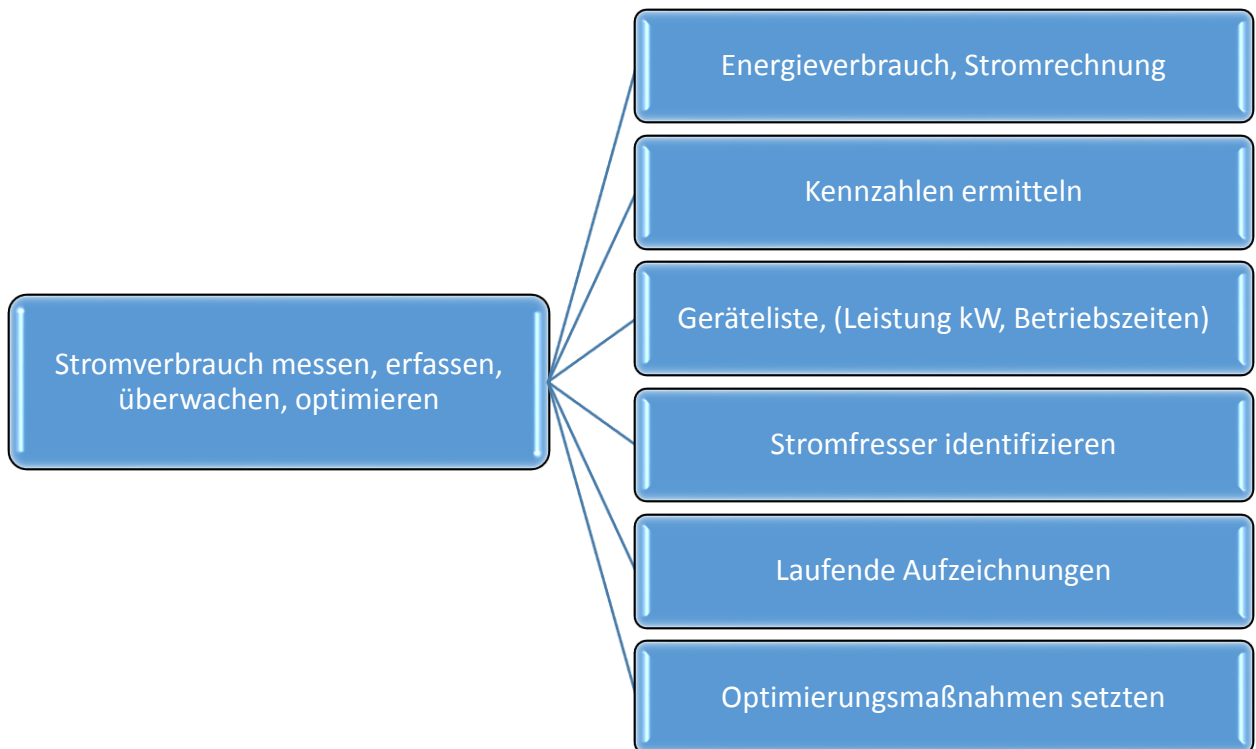 Energieverbrauch, Stromrechnung
Kennzahlen ermitteln
Geräteliste, (Leistung kW, Betriebszeiten)
Stromverbrauch messen, erfassen,
überwachen, optimieren
Stromfresser identifizieren
Laufende Aufzeichnungen
Optimierungsmaßnahmen setzten